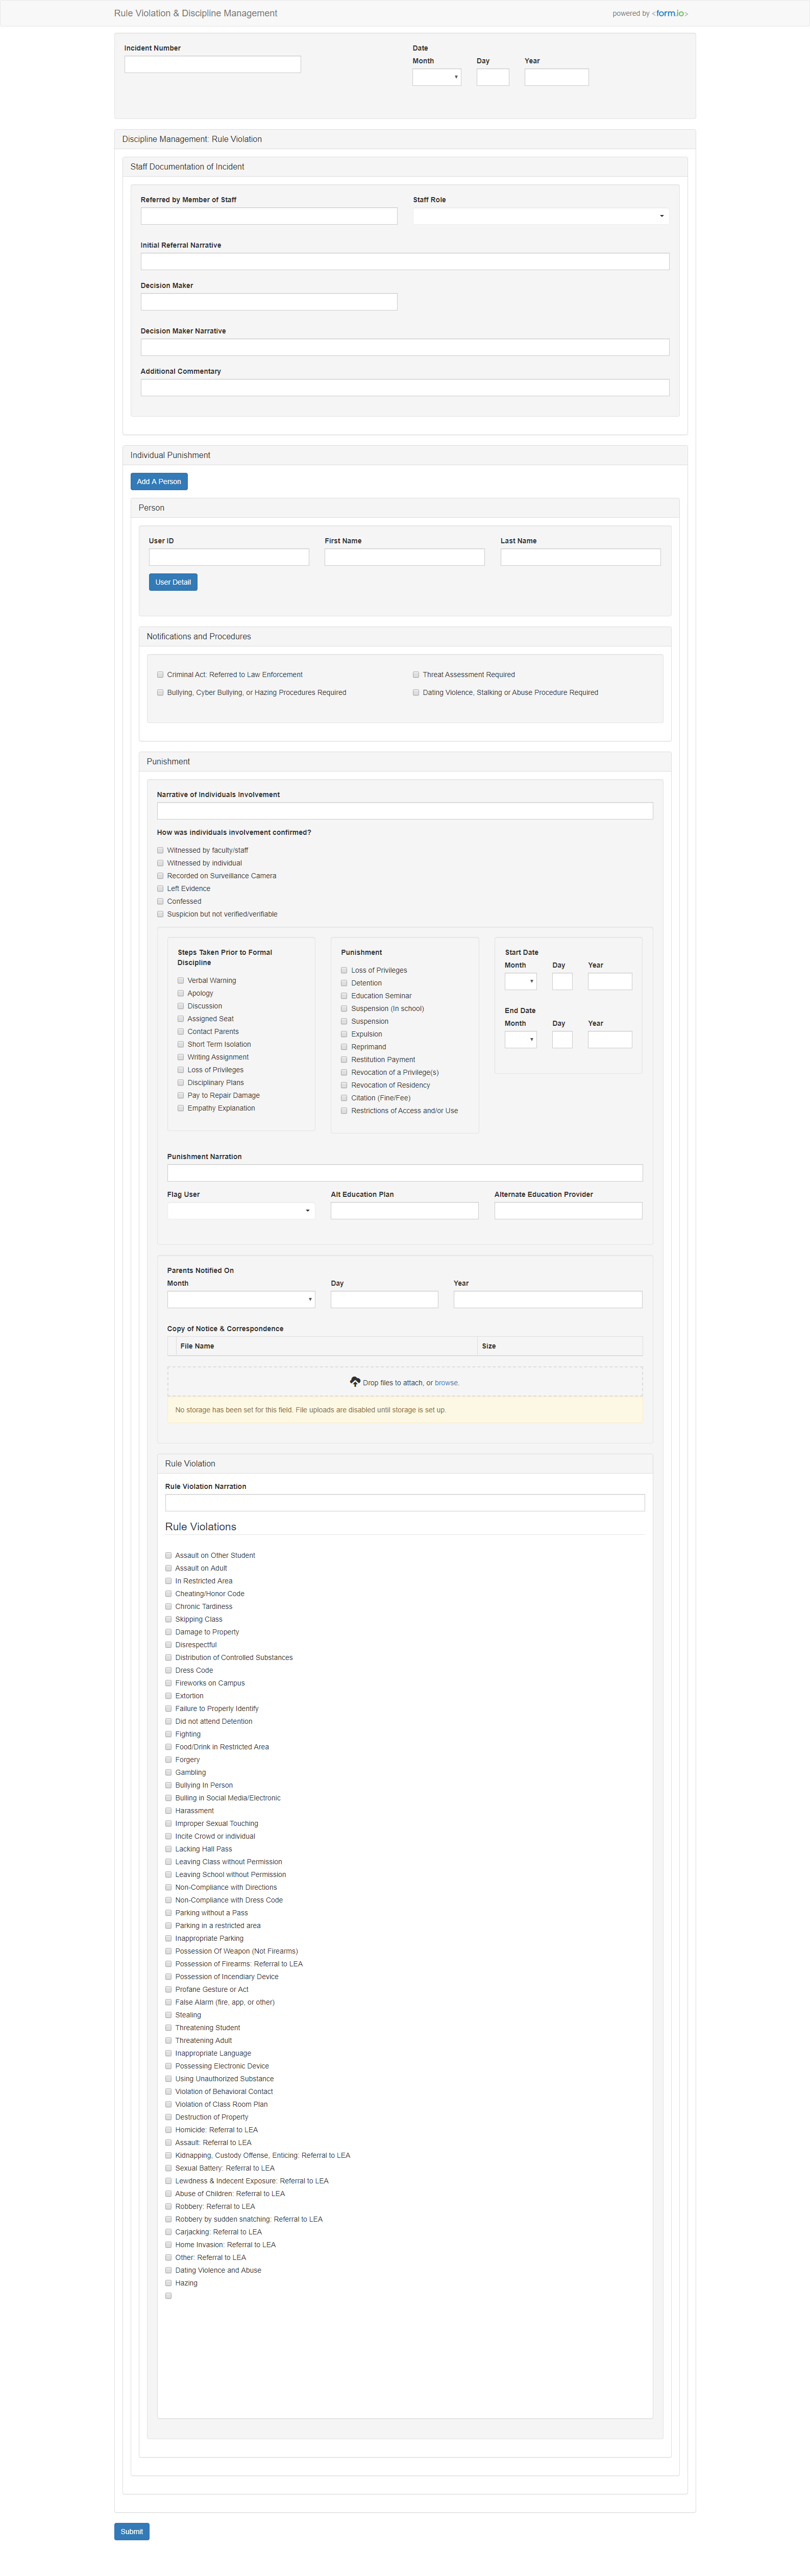 Rule Violation & Discipline Management
powered by <form.io>
Incident Number
Date
Month Day Year
Discipline Management: Rule Violation
Staff Documentation of Incident
Referred by Member of Staff
Staff Role
Initial Referral Narrative
Decision Maker
Decision Maker Narrative
Additional Commentary
Individual Punishment
Add A Person
Person
User ID
First Name
Last Name
User Detail
Notifications and Procedures
Criminal Act: Referred to Law Enforcement
Threat Assessment Required
Bullying, Cyber Bullying, or Hazing Procedures Required
Dating Violence, Stalking or Abuse Procedure Required
Punishment
Narrative of Individuals Involvement
How was individuals involvement confirmed?
Witnessed by faculty/staff
Witnessed by individual
Recorded on Surveillance Camera
Left Evidence
Confessed
Suspicion but not verified/verifiable
Steps Taken Prior to Formal
Discipline
Verbal Warning
Apology
Discussion
Assigned Seat
Contact Parents
Short Term Isolation
Writing Assignment
Loss of Privileges
Disciplinary Plans
Pay to Repair Damage
Empathy Explanation
Punishment
Loss of Privileges
Detention
Education Seminar
Suspension (In school)
Suspension
Expulsion
Reprimand
Restitution Payment
Revocation of a Privilege(s)
Revocation of Residency
Citation (Fine/Fee)
Restrictions of Access and/or Use
Start Date
Month Day Year
End Date
Month Day Year
Punishment Narration
Flag User
Alt Education Plan
Alternate Education Provider
Parents Notified On
Month Day Year
Copy of Notice & Correspondence
File Name Size
Drop files to attach, or browse.
No storage has been set for this field. File uploads are disabled until storage is set up.
Rule Violation
Rule Violation Narration
Rule Violations
Assault on Other Student
Assault on Adult
In Restricted Area
Cheating/Honor Code
Chronic Tardiness
Skipping Class
Damage to Property
Disrespectful
Distribution of Controlled Substances
Dress Code
Fireworks on Campus
Extortion
Failure to Properly Identify
Did not attend Detention
Fighting
Food/Drink in Restricted Area
Forgery
Gambling
Bullying In Person
Bulling in Social Media/Electronic
Harassment
Improper Sexual Touching
Incite Crowd or individual
Lacking Hall Pass
Leaving Class without Permission
Leaving School without Permission
Non-Compliance with Directions
Non-Compliance with Dress Code
Parking without a Pass
Parking in a restricted area
Inappropriate Parking
Possession Of Weapon (Not Firearms)
Possession of Firearms: Referral to LEA
Possession of Incendiary Device
Profane Gesture or Act
False Alarm (fire, app, or other)
Stealing
Threatening Student
Threatening Adult
Inappropriate Language
Possessing Electronic Device
Using Unauthorized Substance
Violation of Behavioral Contact
Violation of Class Room Plan
Destruction of Property
Homicide: Referral to LEA
Assault: Referral to LEA
Kidnapping, Custody Offense, Enticing: Referral to LEA
Sexual Battery: Referral to LEA
Lewdness & Indecent Exposure: Referral to LEA
Abuse of Children: Referral to LEA
Robbery: Referral to LEA
Robbery by sudden snatching: Referral to LEA
Carjacking: Referral to LEA
Home Invasion: Referral to LEA
Other: Referral to LEA
Dating Violence and Abuse
Hazing
Submit